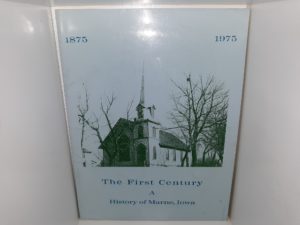 1875 1975
The First Century
A
History of Marne, Iowa